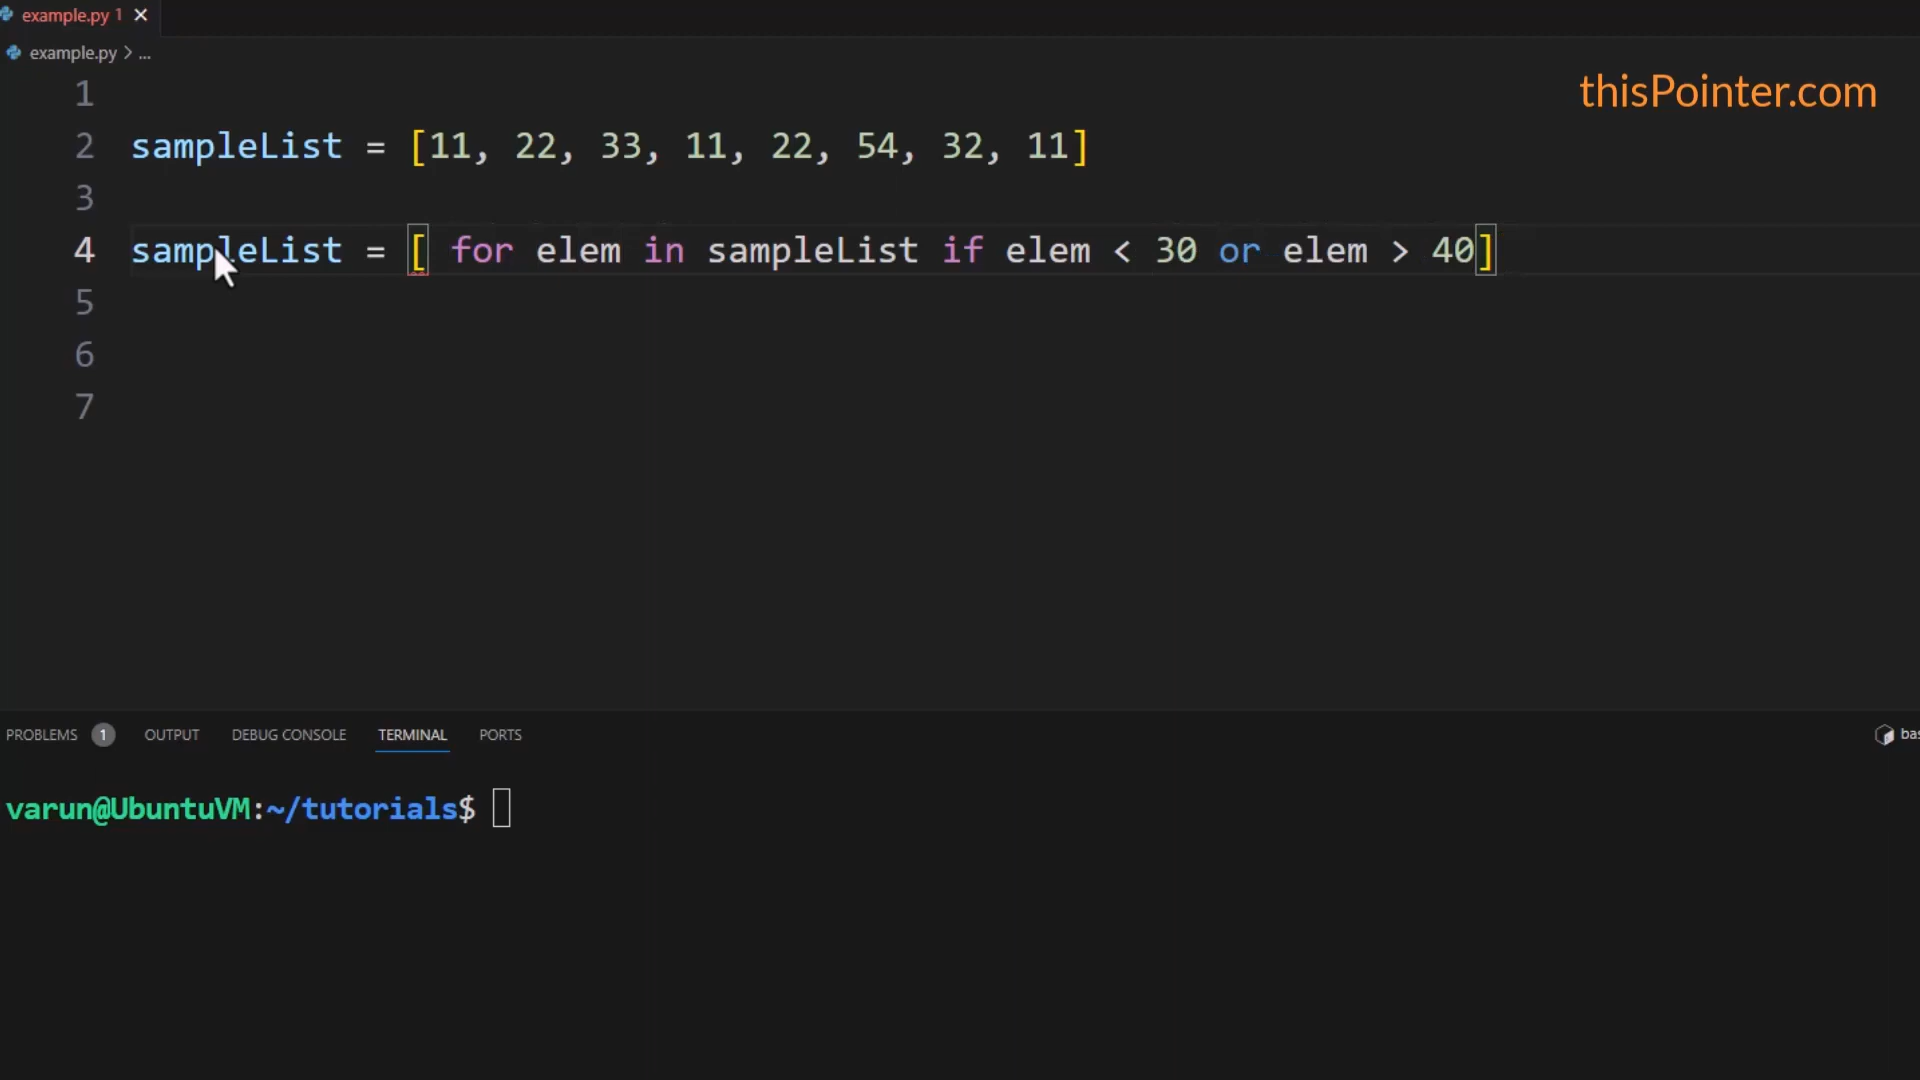 example.py 1
example.py > ...
thisPointer.com
1
2 sampleList = [11, 22, 33, 11, 22, 54, 32, 11]
3
4 sampleList = [ for elem in sampleList if elem < 30 or elem > 40]
5
6
7
PROBLEMS 1 OUTPUT DEBUG CONSOLE TERMINAL PORTS bas
varun@UbuntuVM:~/tutorials$